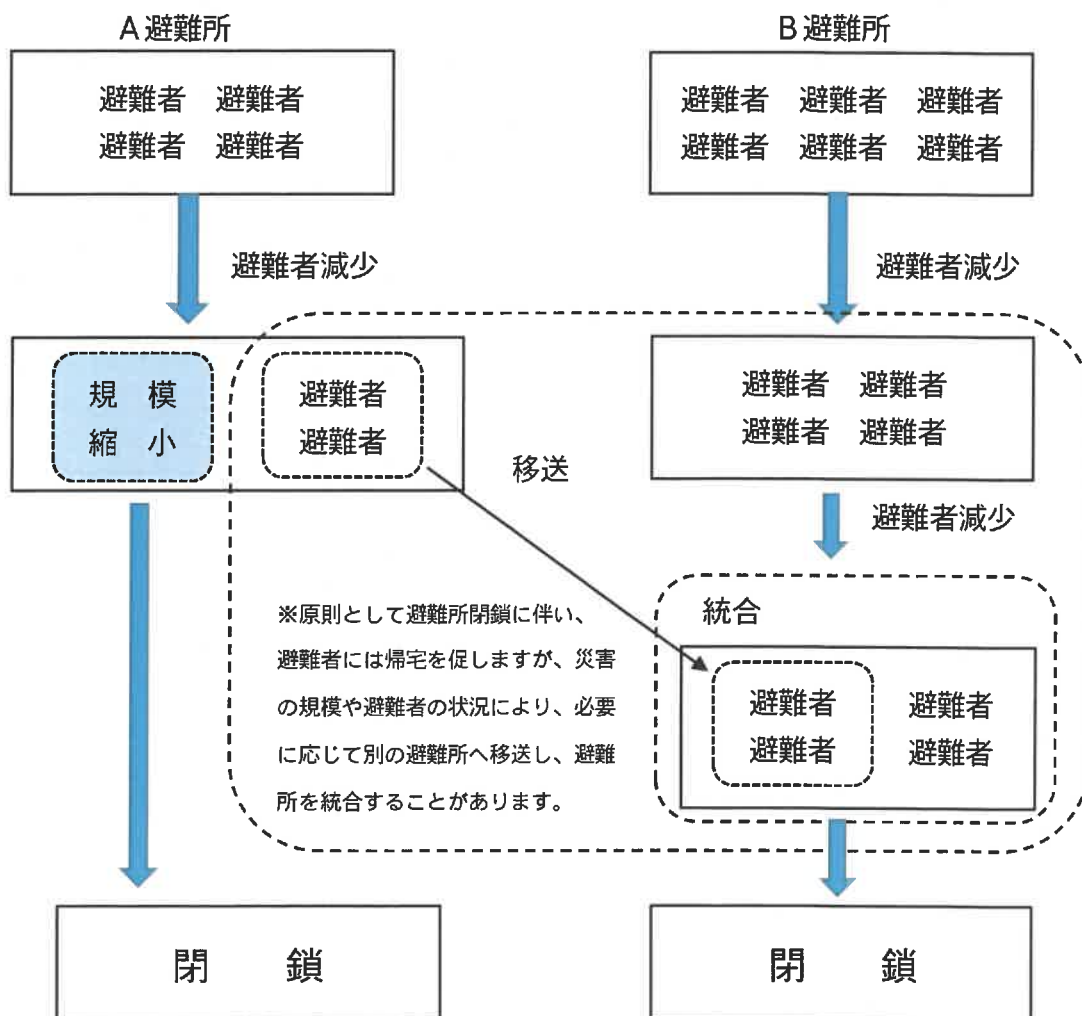 A避難所
避難者 避難者
避難者 避難者
避難者減少
規 模
縮 小
避難者
避難者
移送
※原則として避難所閉鎖に伴い、
避難者には帰宅を促しますが、災害
の規模や避難者の状況により、必要
に応じて別の避難所へ移送し、避難
所を統合することがあります。
閉 鎖
B避難所
避難者 避難者 避難者
避難者 避難者 避難者
避難者減少
避難者 避難者
避難者 避難者
避難者減少
統合
避難者 避難者
避難者 避難者
閉 鎖